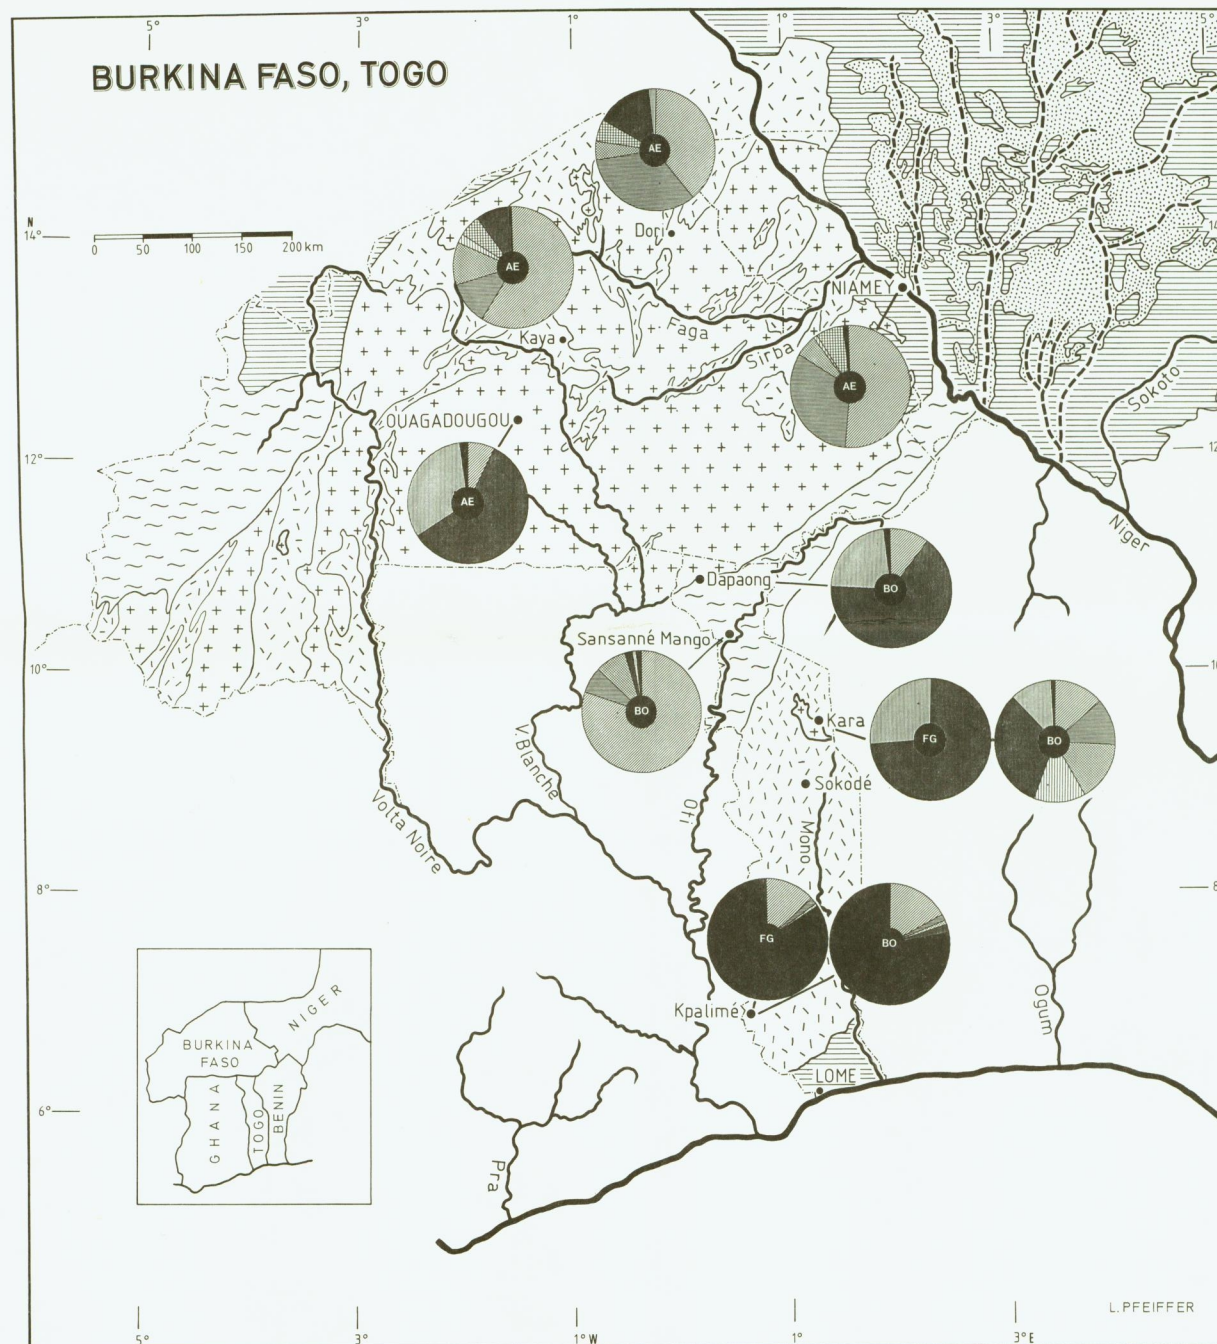 5°
3°
1°
1°
3°
5°
BURKINA FASO, TOGO
AE
N
14°
0 50 100 150 200 km
Dori
AE
NIAMEY
Faga
Kaya
Sirba
AE
Sokoto
OUAGADOUGOU
12°
12
AE
Niger
Dapaong
BO
Sansanné Mango
10°
10
BO
Kara
FG
BO
V. Blanche
Sokodé
Oti
Mono
Volta Noire
8°
8
FG
BO
Kpalimé
Ogum
NIGER
BURKINA
FASO
GHANA
TOGO
BENIN
LOME
6°
Pra
L. PFEIFFER
5°
3°
1° W
1°
3° E